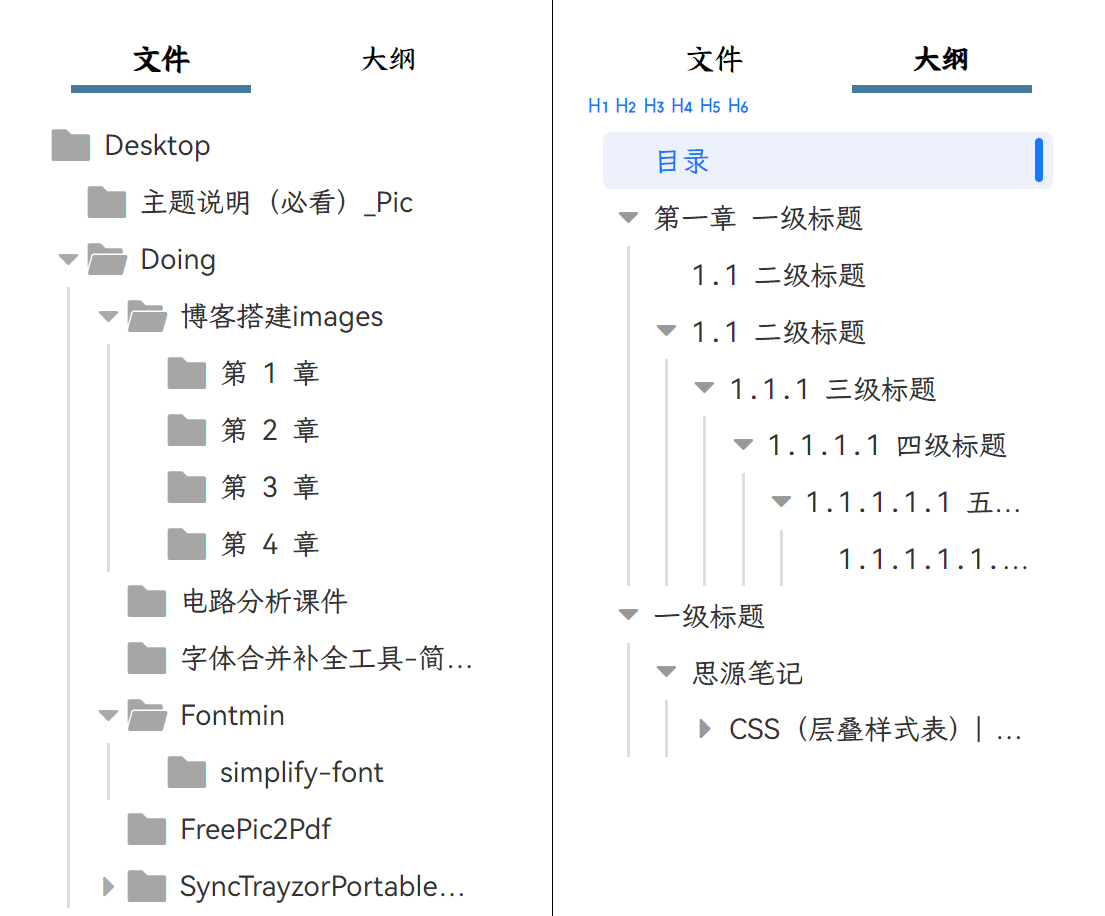 文件 大纲
Desktop
主题说明（必看）_Pic
Doing
博客搭建images
第 1 章
第 2 章
第 3 章
第 4 章
电路分析课件
字体合并补全工具-简...
Fontmin
simplify-font
FreePic2Pdf
SyncTrayzorPortable...
文件 大纲
H1 H2 H3 H4 H5 H6
目录
第一章 一级标题
1.1 二级标题
1.1 二级标题
1.1.1 三级标题
1.1.1.1 四级标题
1.1.1.1.1 五...
1.1.1.1.1....
一级标题
思源笔记
CSS（层叠样式表）| ...